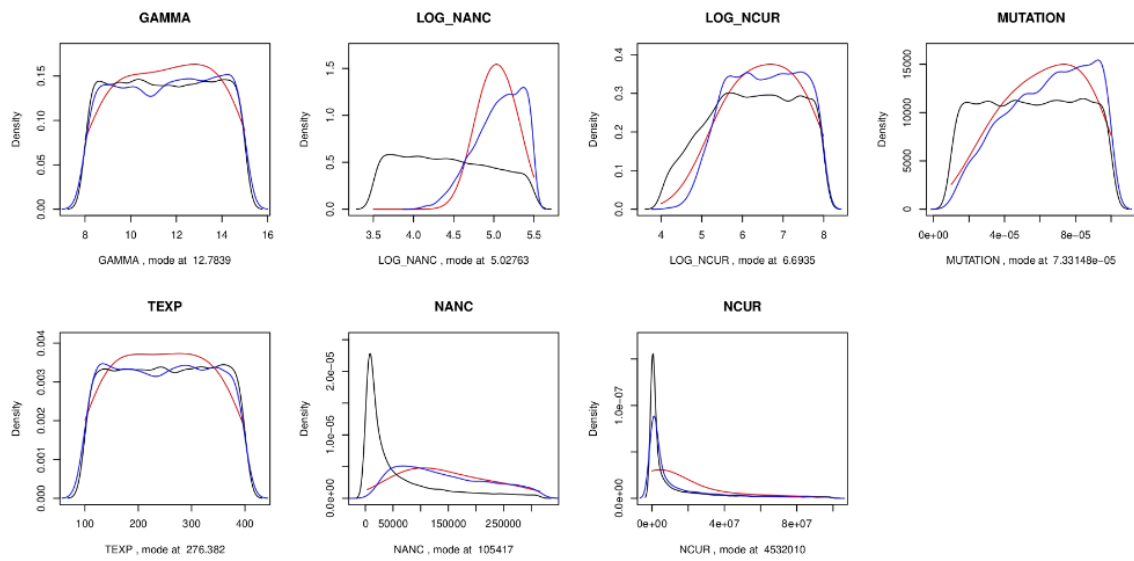 GAMMA
Density
0.00
0.05
0.10
0.15
8 10 12 14 16
GAMMA , mode at 12.7839
LOG_NANC
Density
0.0
0.5
1.0
1.5
3.5 4.0 4.5 5.0 5.5
LOG_NANC , mode at 5.02763
LOG_NCUR
Density
0.0
0.1
0.2
0.3
0.4
4 5 6 7 8
LOG_NCUR , mode at 6.6935
MUTATION
Density
0
5000
10000
15000
0e+00 4e-05 8e-05
MUTATION , mode at 7.33148e-05
TEXP
Density
0.000
0.001
0.002
0.003
0.004
100 200 300 400
TEXP , mode at 276.382
NANC
Density
0.0e+00
1.0e-05
2.0e-05
0 50000 150000 250000
NANC , mode at 105417
NCUR
Density
0.0e+00
1.0e-07
0e+00 4e+07 8e+07
NCUR , mode at 4532010